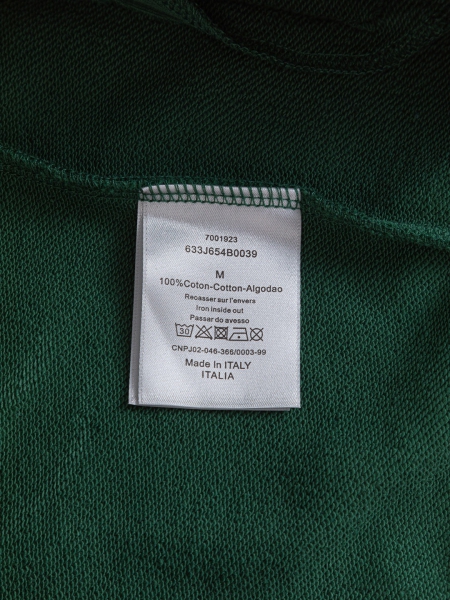 7001923
633J654B0039
M
100%Coton-Cotton-Algodao
Recasser sur l'envers
Iron inside out
Passar do avesso
30
CNPJ02-046-366/0003-99
Made in ITALY
ITALIA